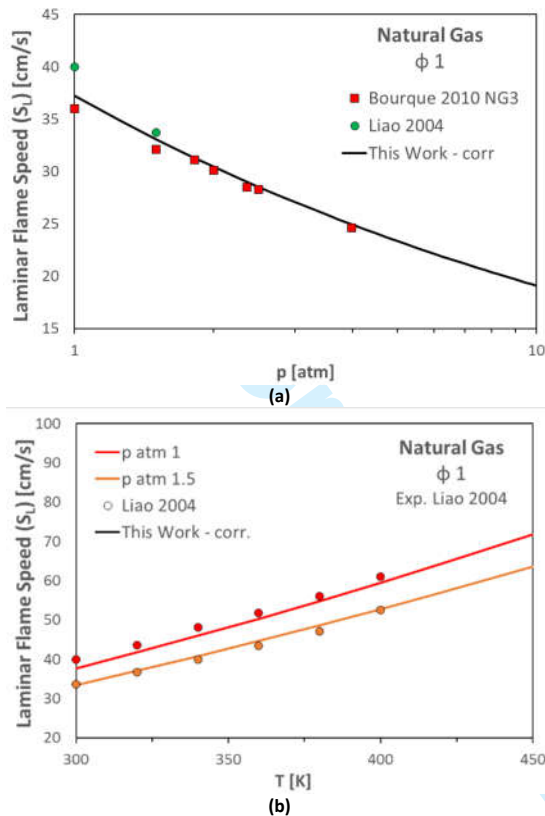 45
40
35
30
25
20
15
Laminar Flame Speed (S_L) [cm/s]
Natural Gas
ϕ 1
Bourque 2010 NG3
Liao 2004
This Work - corr
1
10
p [atm]
(a)
100
90
80
70
60
50
40
30
20
Laminar Flame Speed (S_L) [cm/s]
p atm 1
p atm 1.5
Liao 2004
This Work - corr.
Natural Gas
ϕ 1
Exp. Liao 2004
300
350
400
450
T [K]
(b)